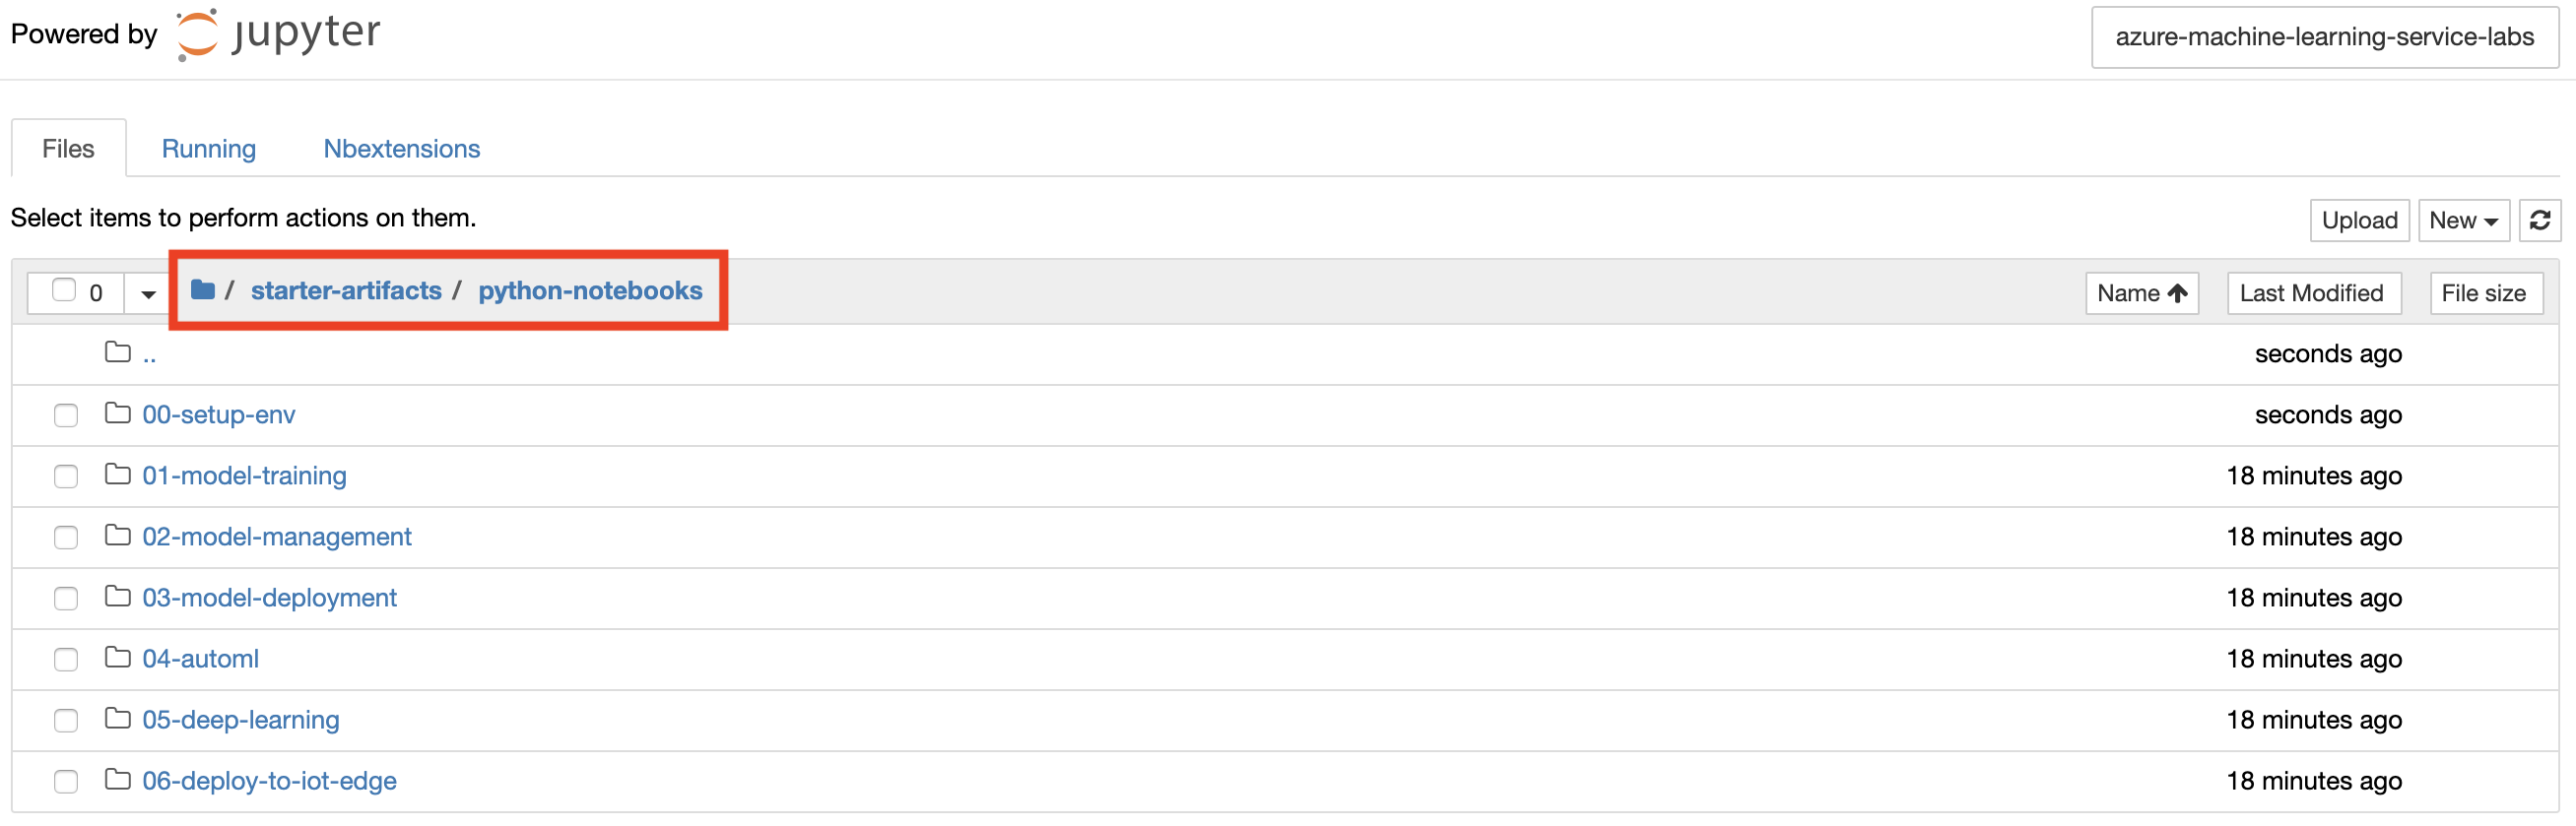 Powered by jupyter azure-machine-learning-service-labs
Files Running Nbextensions
Select items to perform actions on them. Upload New
0 / starter-artifacts / python-notebooks Name Last Modified File size
.. seconds ago
00-setup-env seconds ago
01-model-training 18 minutes ago
02-model-management 18 minutes ago
03-model-deployment 18 minutes ago
04-automl 18 minutes ago
05-deep-learning 18 minutes ago
06-deploy-to-iot-edge 18 minutes ago